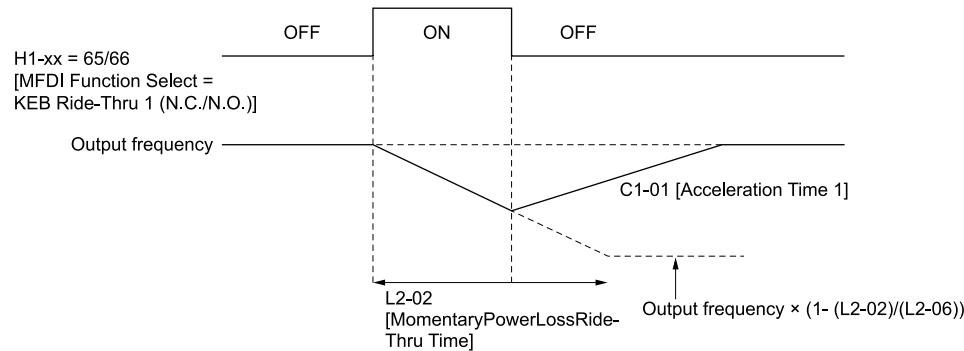 OFF
ON
OFF
H1-xx = 65/66
[MFDI Function Select =
KEB Ride-Thru 1 (N.C./N.O.)]
Output frequency
C1-01 [Acceleration Time 1]
L2-02
[MomentaryPowerLossRide-
Thru Time]
Output frequency × (1- (L2-02)/(L2-06))